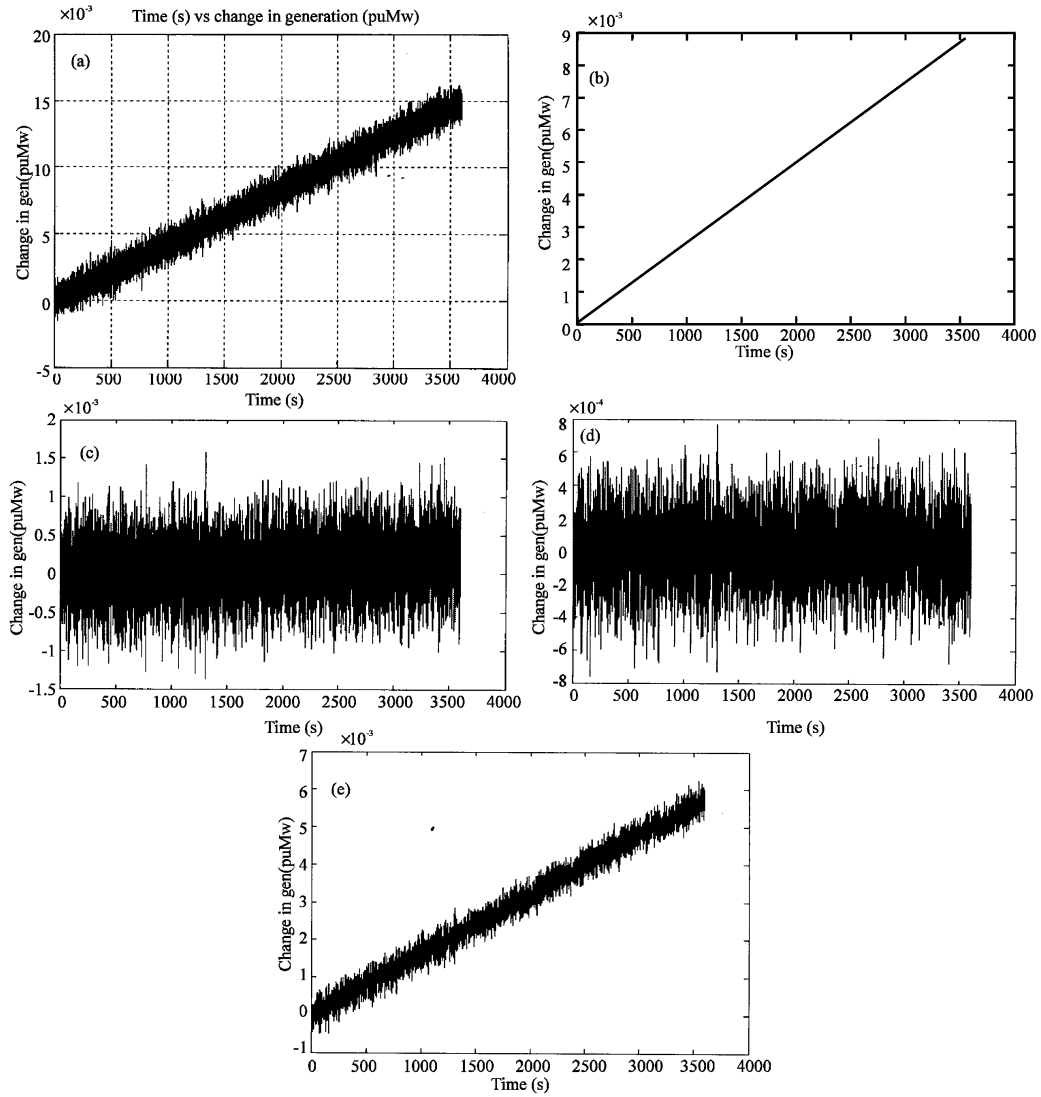 ×10⁻³
Time (s) vs change in generation (puMw)
(a)
20
15
10
5
0
-5
Change in gen(puMw)
0 500 1000 1500 2000 2500 3000 3500 4000
Time (s)
×10⁻³
(b)
9
8
7
6
5
4
3
2
1
0
Change in gen(puMw)
0 500 1000 1500 2000 2500 3000 3500 4000
Time (s)
×10⁻³
(c)
2
1.5
1
0.5
0
-0.5
-1
-1.5
Change in gen(puMw)
0 500 1000 1500 2000 2500 3000 3500 4000
Time (s)
×10⁻⁴
(d)
8
6
4
2
0
-2
-4
-6
-8
Change in gen(puMw)
0 500 1000 1500 2000 2500 3000 3500 4000
Time (s)
×10⁻³
(e)
7
6
5
4
3
2
1
0
-1
Change in gen(puMw)
0 500 1000 1500 2000 2500 3000 3500 4000
Time (s)